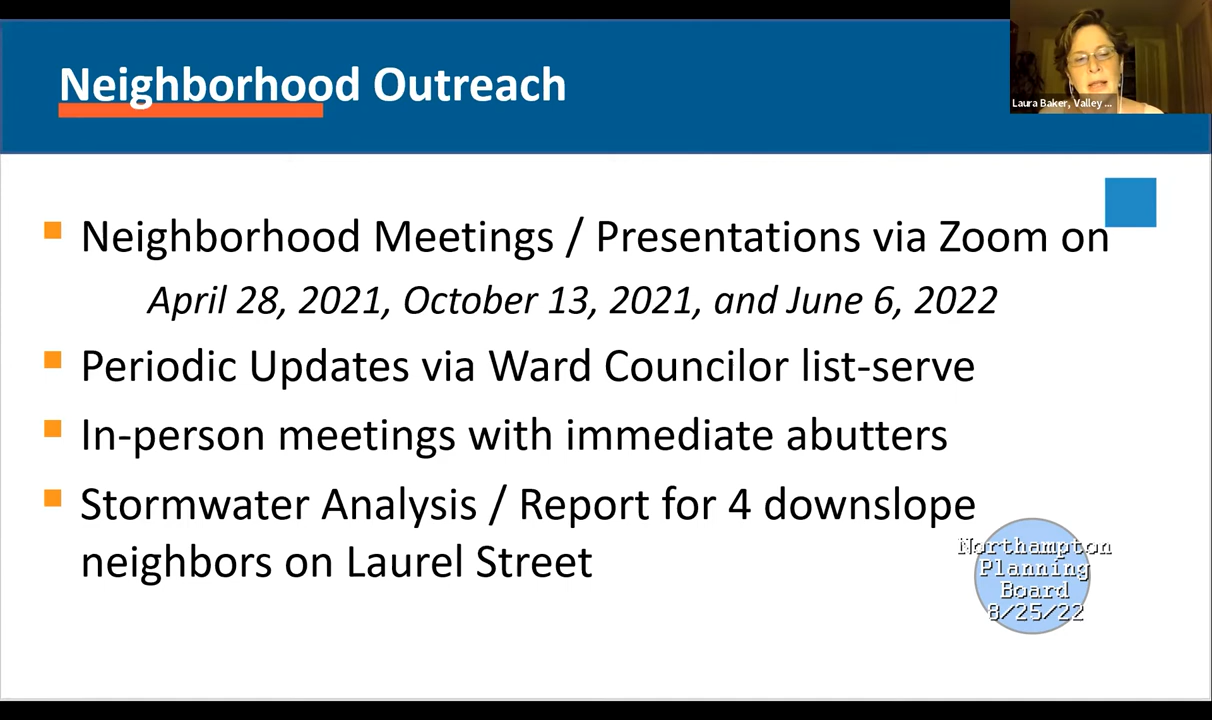 Neighborhood Outreach
Laura Baker, Valley ...
Neighborhood Meetings / Presentations via Zoom on
April 28, 2021, October 13, 2021, and June 6, 2022
Periodic Updates via Ward Councilor list-serve
In-person meetings with immediate abutters
Stormwater Analysis / Report for 4 downslope
neighbors on Laurel Street
Northampton
Planning
Board
8/25/22